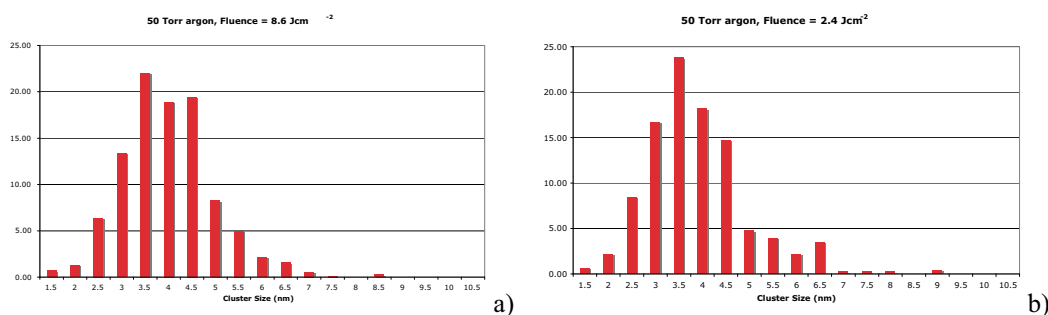 50 Torr argon, Fluence = 8.6 Jcm -2
25.00
20.00
15.00
10.00
5.00
0.00
1.5 2 2.5 3 3.5 4 4.5 5 5.5 6 6.5 7 7.5 8 8.5 9 9.5 10 10.5
Cluster Size (nm)
a)
50 Torr argon, Fluence = 2.4 Jcm-2
25.00
20.00
15.00
10.00
5.00
0.00
1.5 2 2.5 3 3.5 4 4.5 5 5.5 6 6.5 7 7.5 8 8.5 9 9.5 10 10.5
Cluster Size (nm)
b)